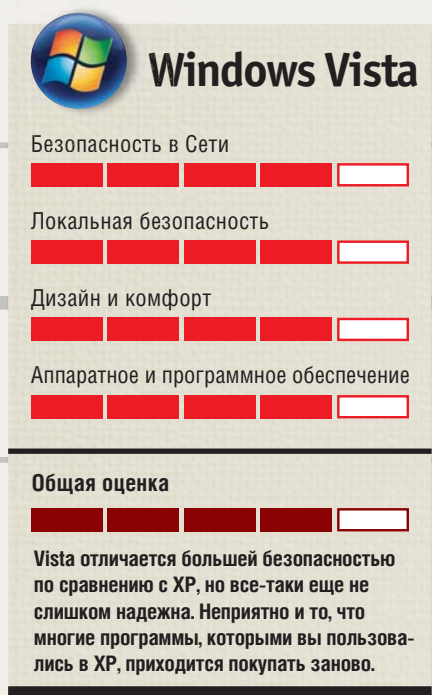 Windows Vista
Безопасность в Сети
Локальная безопасность
Дизайн и комфорт
Аппаратное и программное обеспечение
Общая оценка
Vista отличается большей безопасностью
по сравнению с XP, но все-таки еще не
слишком надежна. Неприятно и то, что
многие программы, которыми вы пользова-
лись в XP, приходится покупать заново.